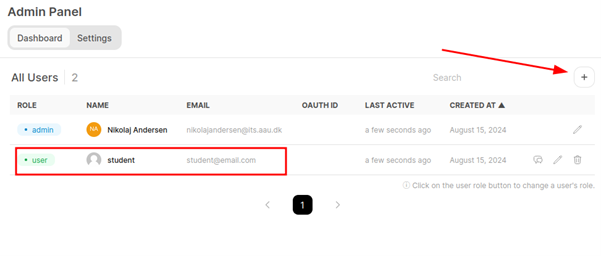 Admin Panel
Dashboard Settings
All Users 2 Search +
ROLE NAME EMAIL OAUTH ID LAST ACTIVE CREATED AT ▲
• admin NA Nikolaj Andersen nikolajandersen@its.aau.dk a few seconds ago August 15, 2024
• user student student@email.com a few seconds ago August 15, 2024
ⓘ Click on the user role button to change a user's role.
< 1 >